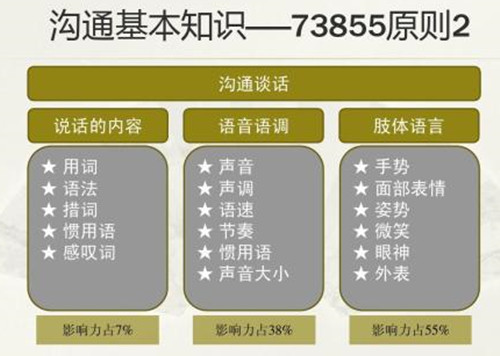 沟通基本知识──73855原则2
沟通谈话
说话的内容
★ 用词
★ 语法
★ 措词
★ 惯用语
★ 感叹词
影响力占7%
语音语调
★ 声音
★ 声调
★ 语速
★ 节奏
★ 惯用语
★ 声音大小
影响力占38%
肢体语言
★ 手势
★ 面部表情
★ 姿势
★ 微笑
★ 眼神
★ 外表
影响力占55%